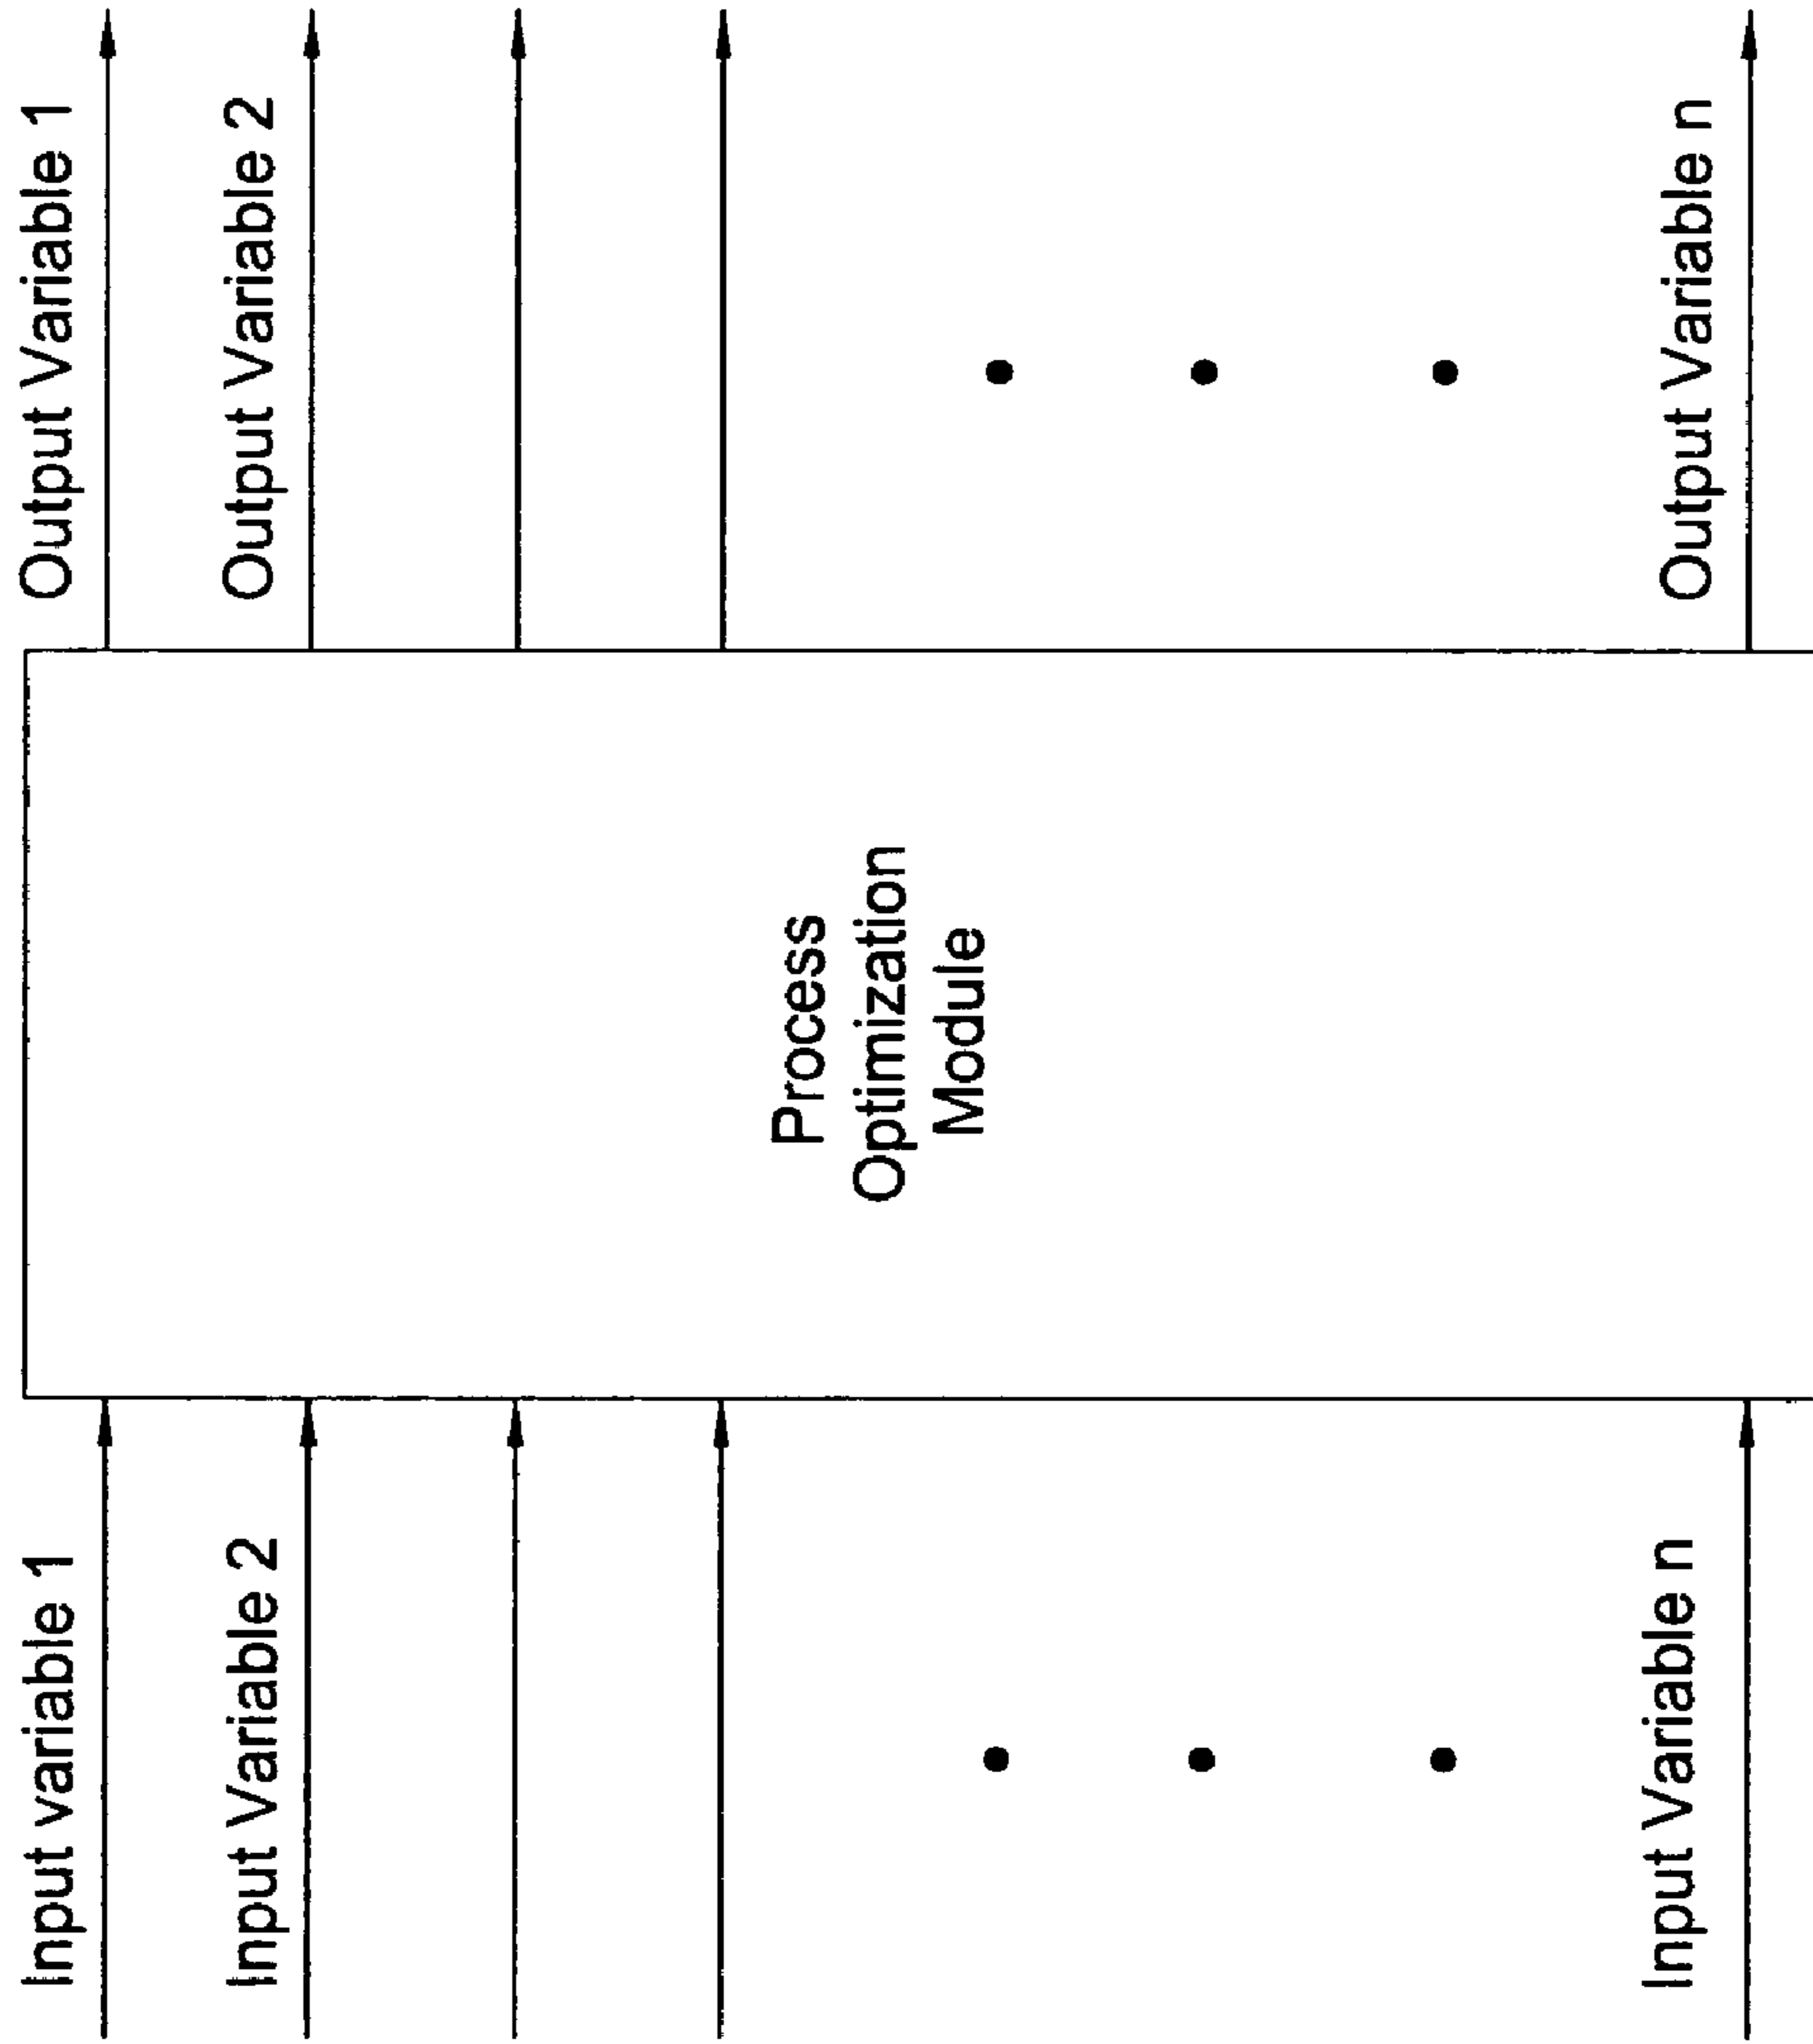 Input variable 1
Input Variable 2
Input Variable n
Process
Optimization
Module
Output Variable 1
Output Variable 2
Output Variable n